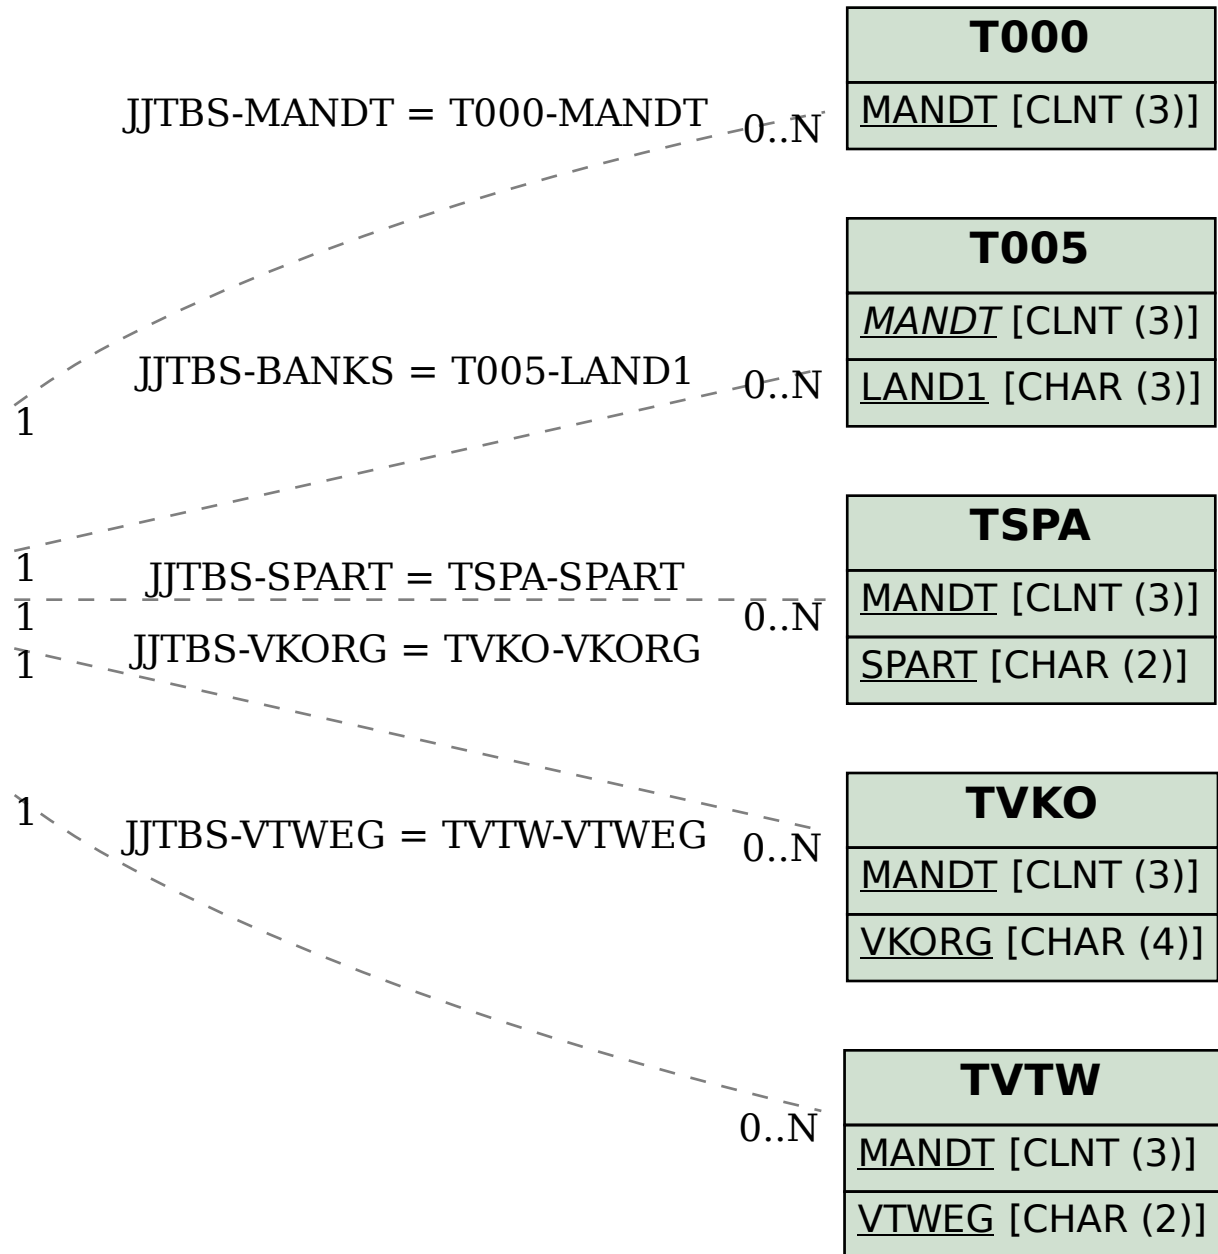 T000
JJTBS-MANDT = T000-MANDT
0..N
MANDT [CLNT (3)]
T005
MANDT [CLNT (3)]
JJTBS-BANKS = T005-LAND1
0..N
LAND1 [CHAR (3)]
1
TSPA
1
JJTBS-SPART = TSPA-SPART
MANDT [CLNT (3)]
1
0..N
JJTBS-VKORG = TVKO-VKORG
SPART [CHAR (2)]
1
TVKO
1
JJTBS-VTWEG = TVTW-VTWEG
0..N
MANDT [CLNT (3)]
VKORG [CHAR (4)]
TVTW
0..N
MANDT [CLNT (3)]
VTWEG [CHAR (2)]